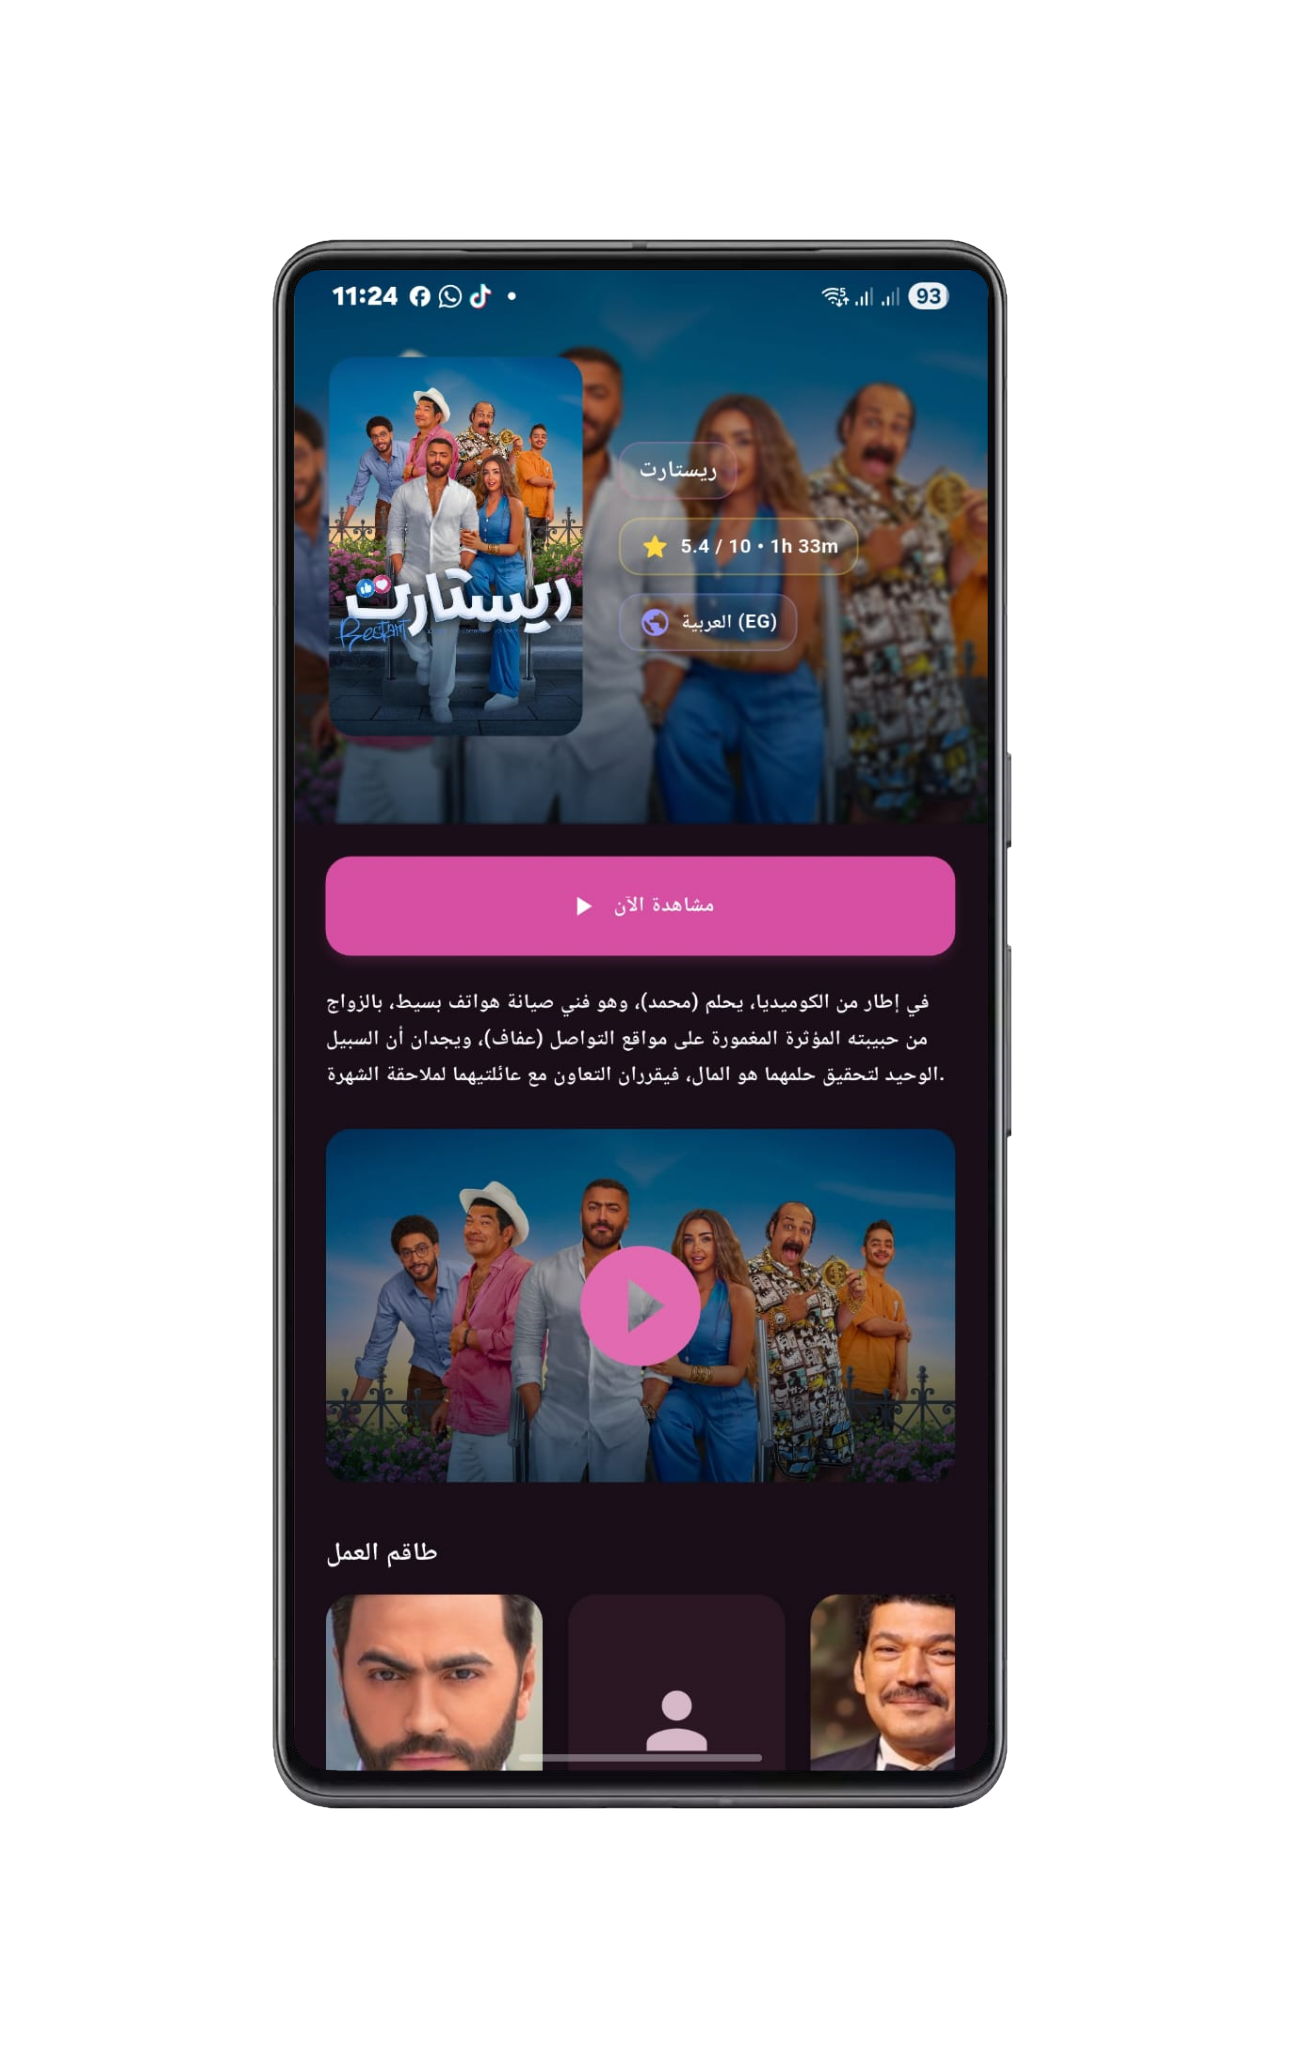 11:24
5
93
ريستارت
Restart
ريستارت
5.4 / 10 • 1h 33m
العربية (EG)
مشاهدة الآن
في إطار من الكوميديا، يحلم (محمد)، وهو فني صيانة هواتف بسيط، بالزواج
من حبيبته المؤثرة المغمورة على مواقع التواصل (عفاف)، ويجدان أن السبيل
الوحيد لتحقيق حلمهما هو المال، فيقرران التعاون مع عائلتيهما لملاحقة الشهرة.
طاقم العمل